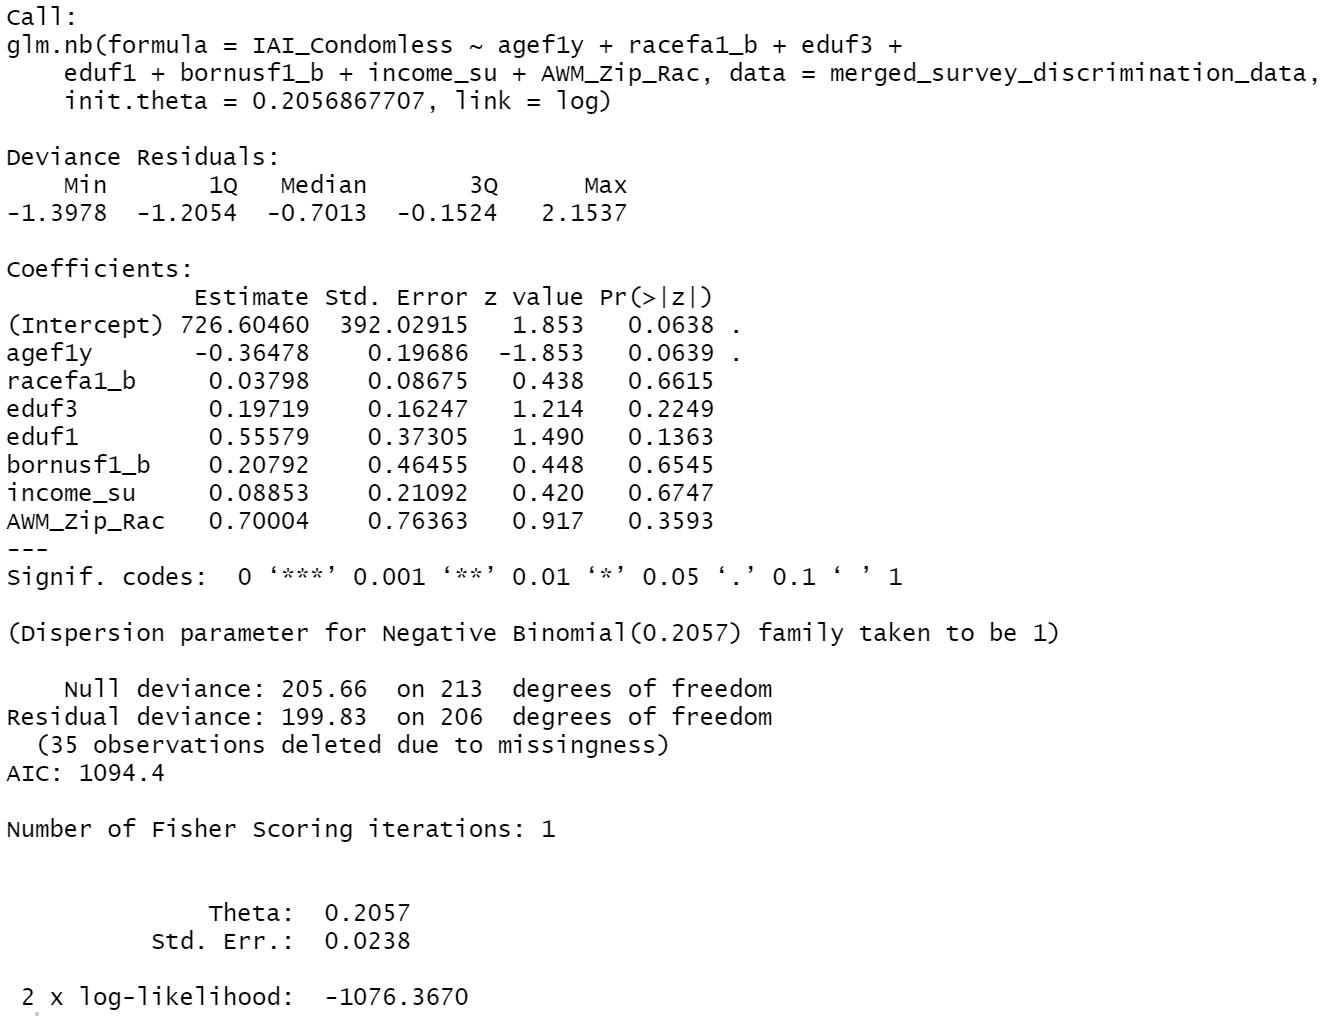 Call:
glm.nb(formula = IAI_Condomless ~ agef1y + racefa1_b + eduf3 +
    eduf1 + bornusf1_b + income_su + AWM_Zip_Rac, data = merged_survey_discrimination_data,
    init.theta = 0.2056867707, link = log)

Deviance Residuals:
    Min       1Q   Median       3Q      Max
-1.3978  -1.2054  -0.7013  -0.1524   2.1537

Coefficients:
             Estimate Std. Error z value Pr(>|z|)
(Intercept) 726.60460  392.02915   1.853   0.0638 .
agef1y       -0.36478    0.19686  -1.853   0.0639 .
racefa1_b     0.03798    0.08675   0.438   0.6615
eduf3         0.19719    0.16247   1.214   0.2249
eduf1         0.55579    0.37305   1.490   0.1363
bornusf1_b    0.20792    0.46455   0.448   0.6545
income_su     0.08853    0.21092   0.420   0.6747
AWM_Zip_Rac   0.70004    0.76363   0.917   0.3593
---
Signif. codes:  0 ‘***’ 0.001 ‘**’ 0.01 ‘*’ 0.05 ‘.’ 0.1 ‘ ’ 1

(Dispersion parameter for Negative Binomial(0.2057) family taken to be 1)

    Null deviance: 205.66  on 213  degrees of freedom
Residual deviance: 199.83  on 206  degrees of freedom
  (35 observations deleted due to missingness)
AIC: 1094.4

Number of Fisher Scoring iterations: 1


              Theta:  0.2057
          Std. Err.:  0.0238

 2 x log-likelihood:  -1076.3670